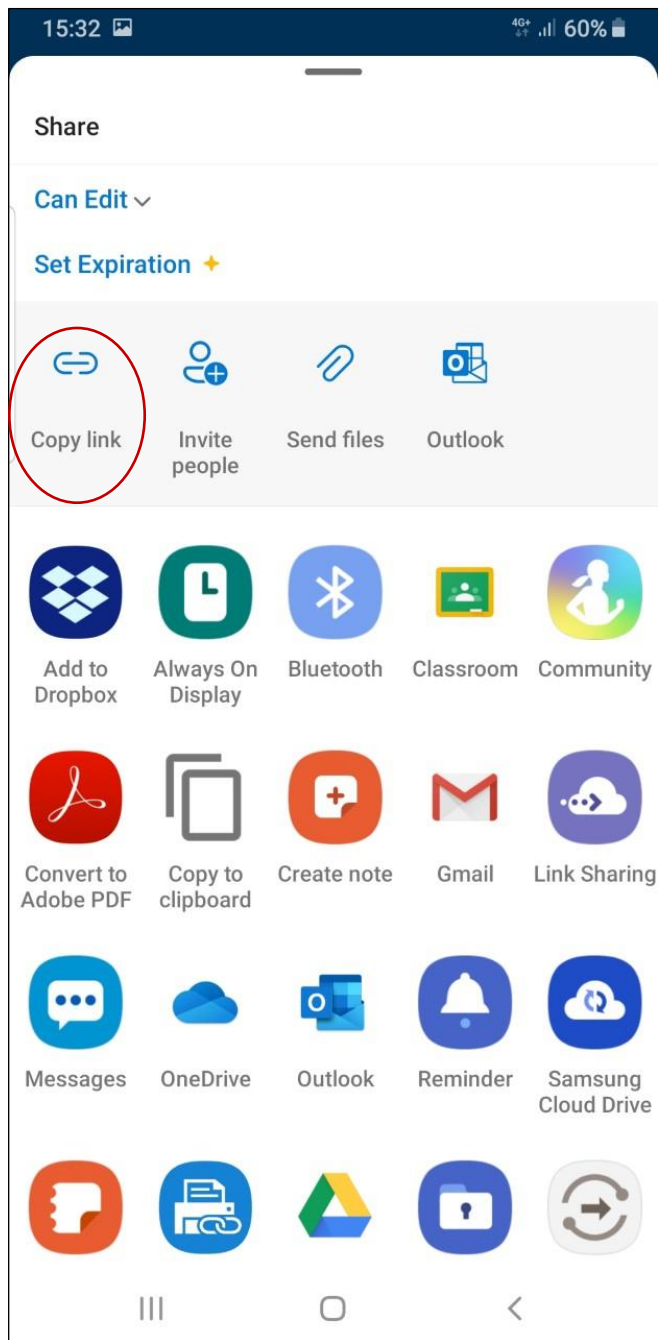 15:32 4G+ 60%
Share
Can Edit
Set Expiration
Copy link Invite people Send files Outlook
Add to Dropbox Always On Display Bluetooth Classroom Community
Convert to Adobe PDF Copy to clipboard Create note Gmail Link Sharing
Messages OneDrive Outlook Reminder Samsung Cloud Drive